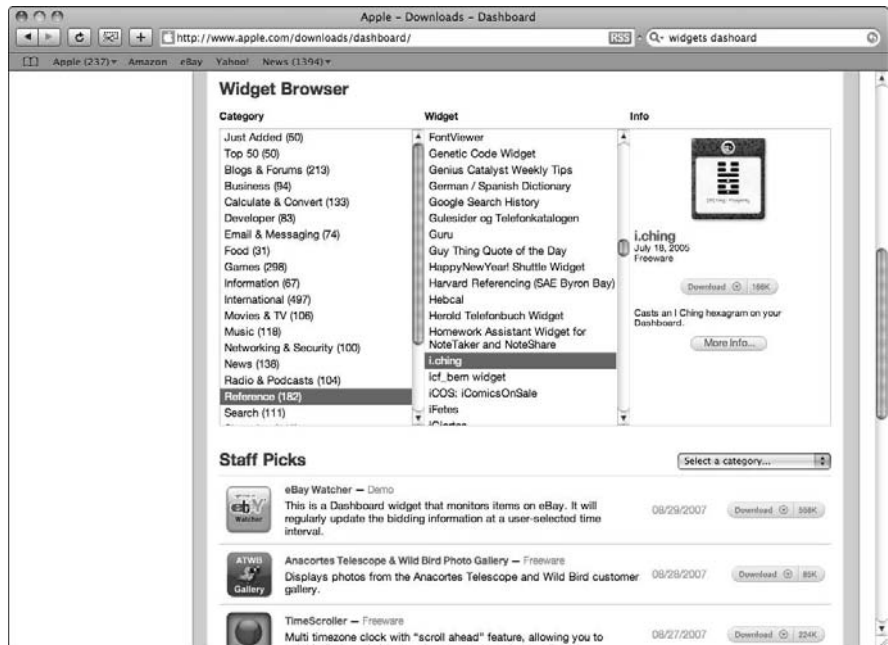 Apple – Downloads – Dashboard
http://www.apple.com/downloads/dashboard/
RSS
widgets dashoard
Apple (237)
Amazon
eBay
Yahoo!
News (1394)
Widget Browser
Category
Widget
Info
Just Added (50)
Top 50 (50)
Blogs & Forums (213)
Business (94)
Calculate & Convert (133)
Developer (83)
Email & Messaging (74)
Food (31)
Games (298)
Information (67)
International (497)
Movies & TV (106)
Music (118)
Networking & Security (100)
News (138)
Radio & Podcasts (104)
Reference (182)
Search (111)
FontViewer
Genetic Code Widget
Genius Catalyst Weekly Tips
German / Spanish Dictionary
Google Search History
Gulesider og Telefonkatalogen
Guru
Guy Thing Quote of the Day
HappyNewYear! Shuttle Widget
Harvard Referencing (SAE Byron Bay)
Hebcal
Herold Telefonbuch Widget
Homework Assistant Widget for
NoteTaker and NoteShare
i.ching
icf_bern widget
iCOS: iComicsOnSale
iFetes
i.ching
July 18, 2005
Freeware
Download 166K
Casts an I Ching hexagram on your
Dashboard.
More Info...
Staff Picks
Select a category...
eBay Watcher — Demo
This is a Dashboard widget that monitors items on eBay. It will
regularly update the bidding information at a user-selected time
interval.
08/29/2007
Download 508K
ebY
Watcher
Anacortes Telescope & Wild Bird Photo Gallery — Freeware
Displays photos from the Anacortes Telescope and Wild Bird customer
gallery.
08/28/2007
Download 85K
ATWB
Gallery
TimeScroller — Freeware
Multi timezone clock with "scroll ahead" feature, allowing you to
08/27/2007
Download 224K